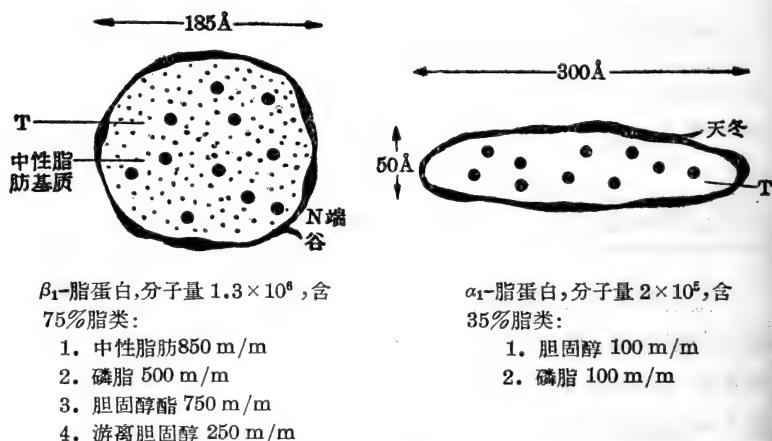 185Å
T
中性脂
肪基质
N端
谷
β₁-脂蛋白,分子量 1.3×10⁶,含
75%脂类:
1. 中性脂肪850 m/m
2. 磷脂 500 m/m
3. 胆固醇酯 750 m/m
4. 游离胆固醇 250 m/m
300Å
天冬
50Å
T
α₁-脂蛋白,分子量 2×10⁵,含
35%脂类:
1. 胆固醇 100 m/m
2. 磷脂 100 m/m